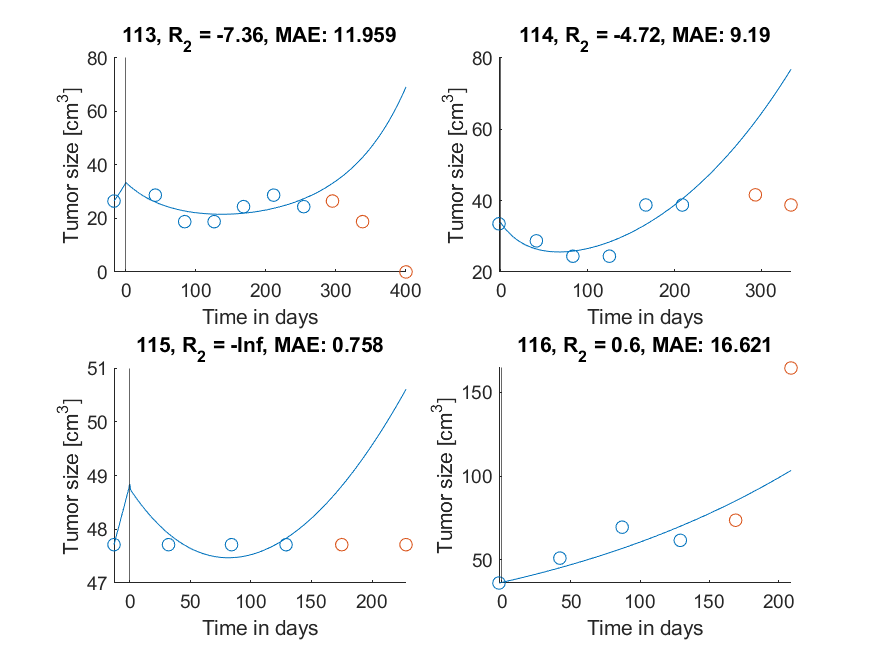 113, R2 = -7.36, MAE: 11.959
80
60
40
20
0
0 100 200 300 400
Tumor size [cm3]
Time in days
114, R2 = -4.72, MAE: 9.19
80
60
40
20
0 100 200 300
Tumor size [cm3]
Time in days
115, R2 = -Inf, MAE: 0.758
51
50
49
48
47
0 50 100 150 200
Tumor size [cm3]
Time in days
116, R2 = 0.6, MAE: 16.621
150
100
50
0 50 100 150 200
Tumor size [cm3]
Time in days